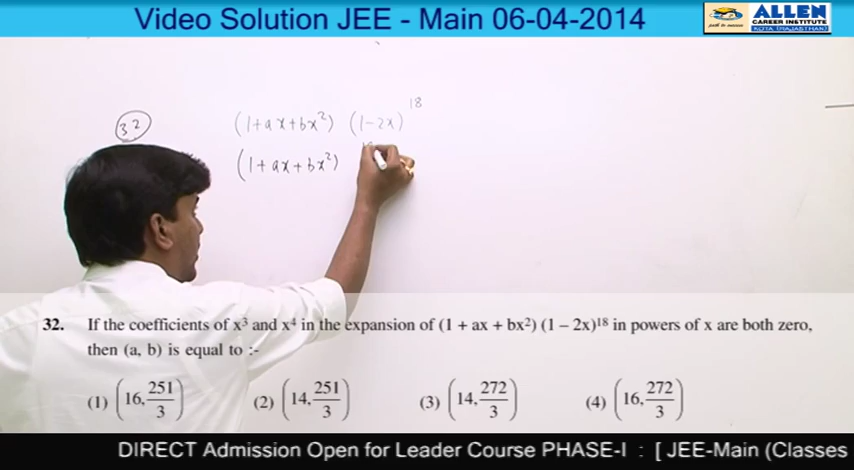 Video Solution JEE - Main 06-04-2014
ALLEN
CAREER INSTITUTE
KOTA (RAJASTHAN)
path to success
32
(1+ax+bx²) (1-2x)¹⁸
(1+ax+bx²)
32. If the coefficients of x³ and x⁴ in the expansion of (1 + ax + bx²) (1 – 2x)¹⁸ in powers of x are both zero,
then (a, b) is equal to :-
(1) (16, 251/3) (2) (14, 251/3) (3) (14, 272/3) (4) (16, 272/3)
DIRECT Admission Open for Leader Course PHASE-I : [ JEE-Main (Classes